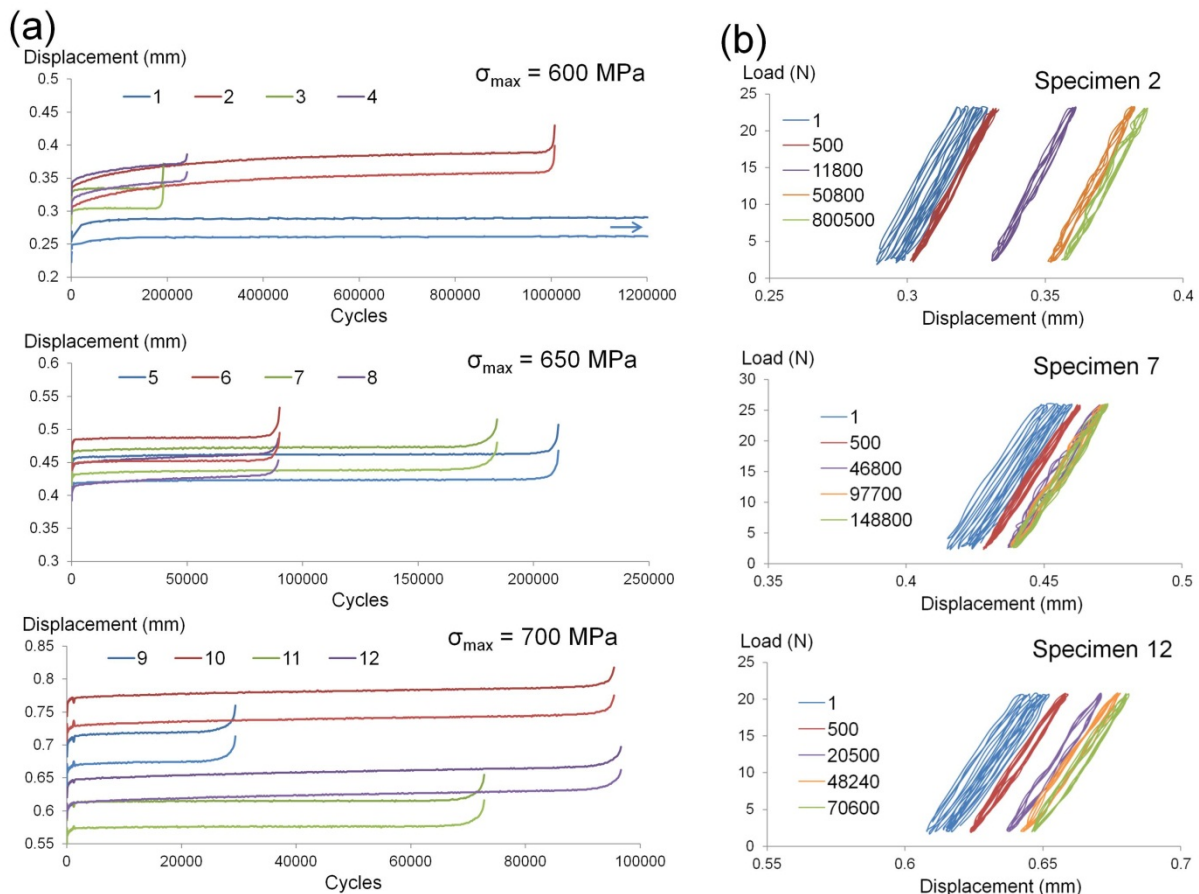 (a)
Displacement (mm)
σmax = 600 MPa
0.5
1 2 3 4
0.45
0.4
0.35
0.3
0.25
0.2
0 200000 400000 600000 800000 1000000 1200000
Cycles
Displacement (mm)
σmax = 650 MPa
0.6
5 6 7 8
0.55
0.5
0.45
0.4
0.35
0.3
0 50000 100000 150000 200000 250000
Cycles
Displacement (mm)
σmax = 700 MPa
0.85
9 10 11 12
0.8
0.75
0.7
0.65
0.6
0.55
0 20000 40000 60000 80000 100000
Cycles
(b)
Load (N)
Specimen 2
25
20
15
10
5
0
1
500
11800
50800
800500
0.25 0.3 0.35 0.4
Displacement (mm)
Load (N)
Specimen 7
30
25
20
15
10
5
0
1
500
46800
97700
148800
0.35 0.4 0.45 0.5
Displacement (mm)
Load (N)
Specimen 12
25
20
15
10
5
0
1
500
20500
48240
70600
0.55 0.6 0.65 0.7
Displacement (mm)